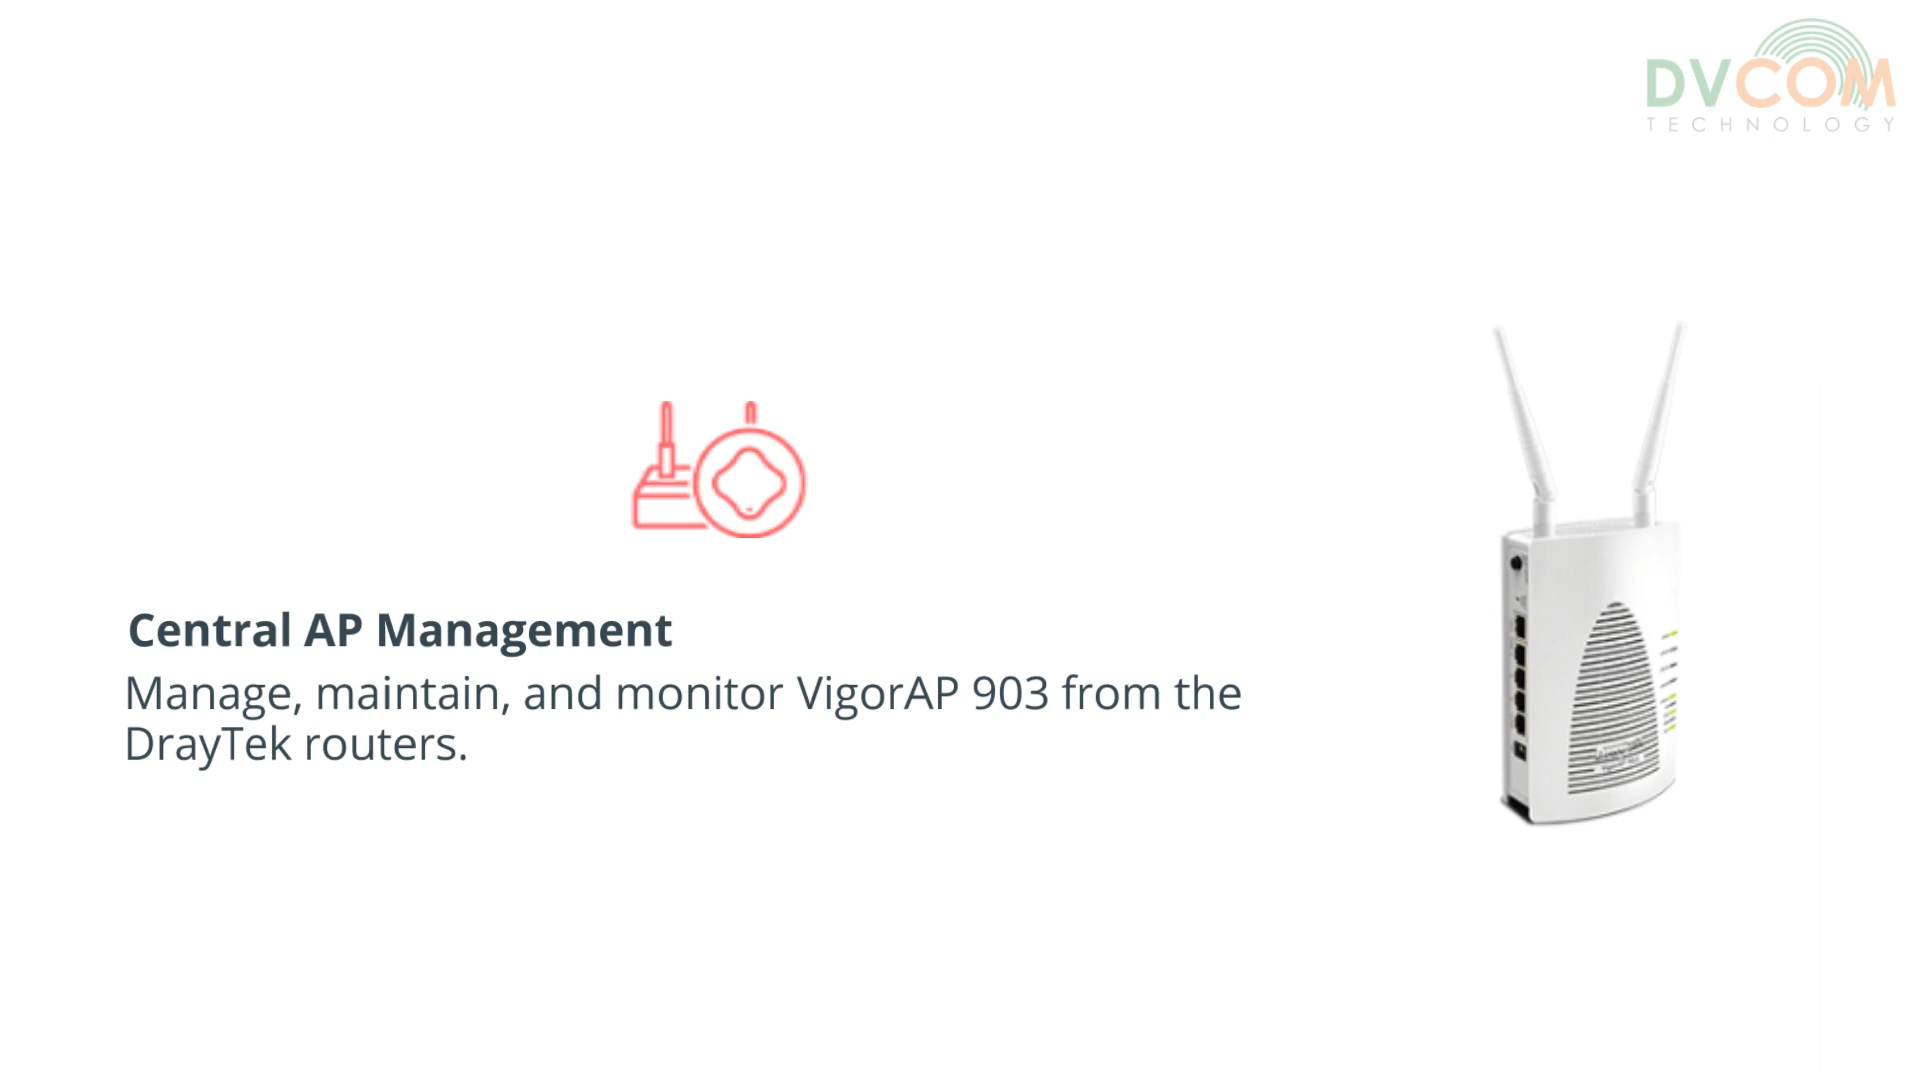 DVCOM
TECHNOLOGY
Central AP Management
Manage, maintain, and monitor VigorAP 903 from the
DrayTek routers.